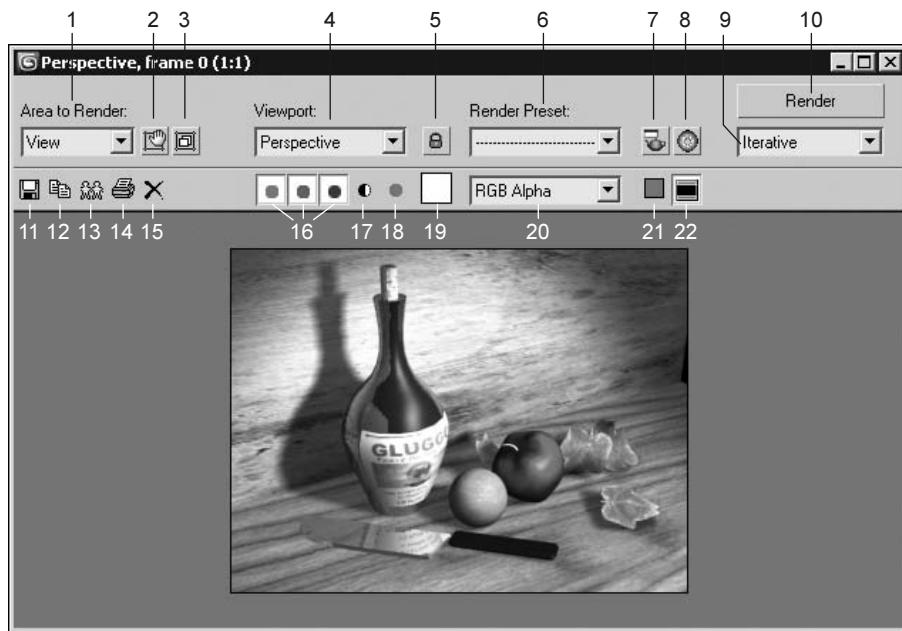 1 2 3 4 5 6 7 8 9 10
Perspective, frame 0 (1:1)
Area to Render: Viewport: Render Preset: Render
View Perspective Iterative
RGB Alpha
11 12 13 14 15 16 17 18 19 20 21 22
GLUGGO